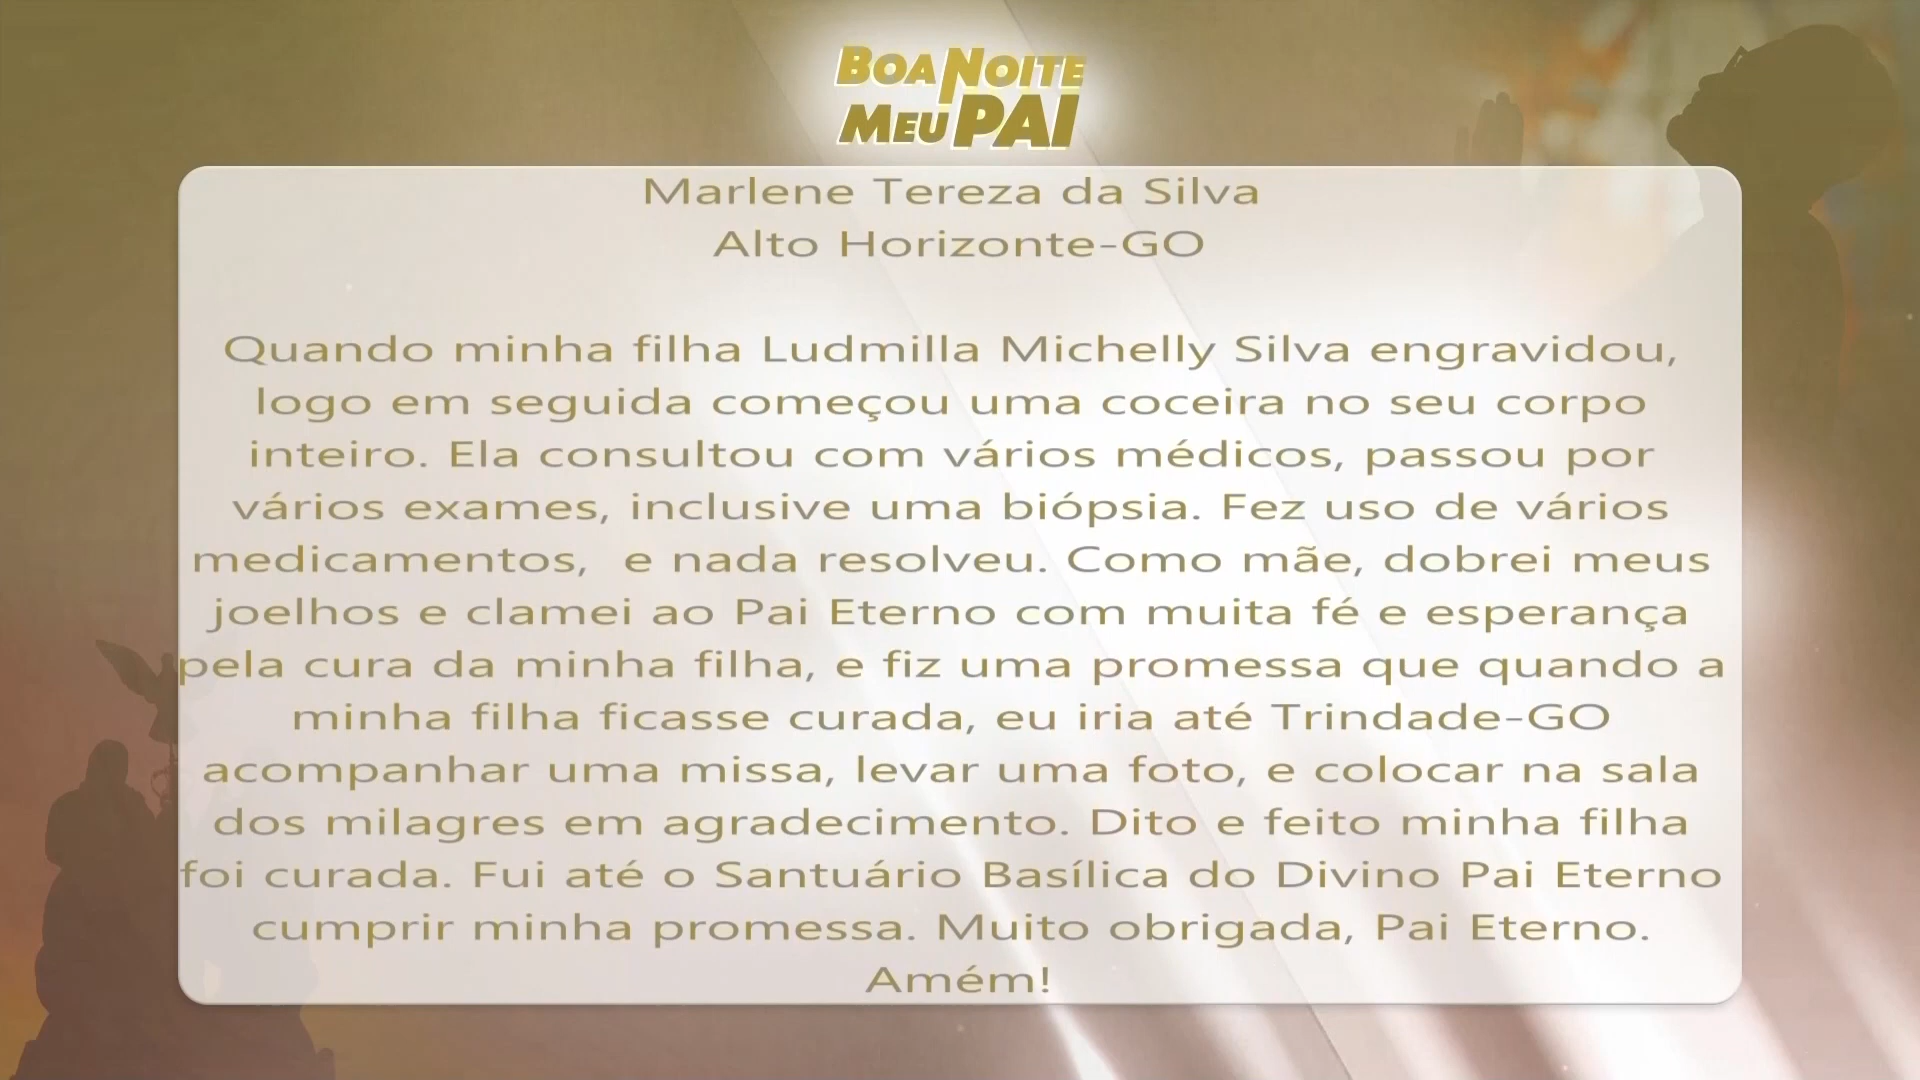 BOA NOITE
MEU PAI
Marlene Tereza da Silva
Alto Horizonte-GO
Quando minha filha Ludmilla Michelly Silva engravidou,
logo em seguida começou uma coceira no seu corpo
inteiro. Ela consultou com vários médicos, passou por
vários exames, inclusive uma biópsia. Fez uso de vários
medicamentos,  e nada resolveu. Como mãe, dobrei meus
joelhos e clamei ao Pai Eterno com muita fé e esperança
pela cura da minha filha, e fiz uma promessa que quando a
minha filha ficasse curada, eu iria até Trindade-GO
acompanhar uma missa, levar uma foto, e colocar na sala
dos milagres em agradecimento. Dito e feito minha filha
foi curada. Fui até o Santuário Basílica do Divino Pai Eterno
cumprir minha promessa. Muito obrigada, Pai Eterno.
Amém!